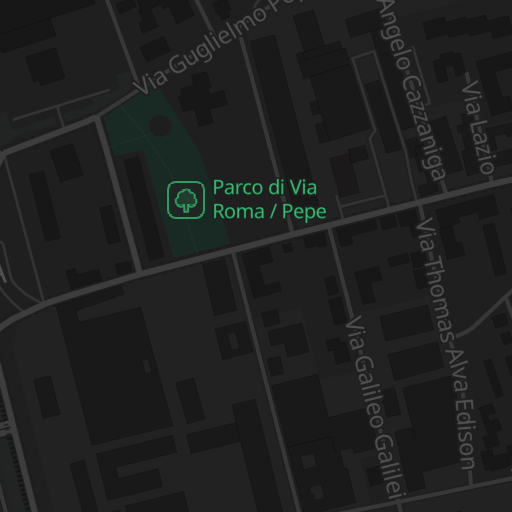 Via Guglielmo Pepe
Angelo Cazzaniga
Via Lazio
Parco di Via
Roma / Pepe
Via Thomas Alva Edison
Via Galileo Galilei